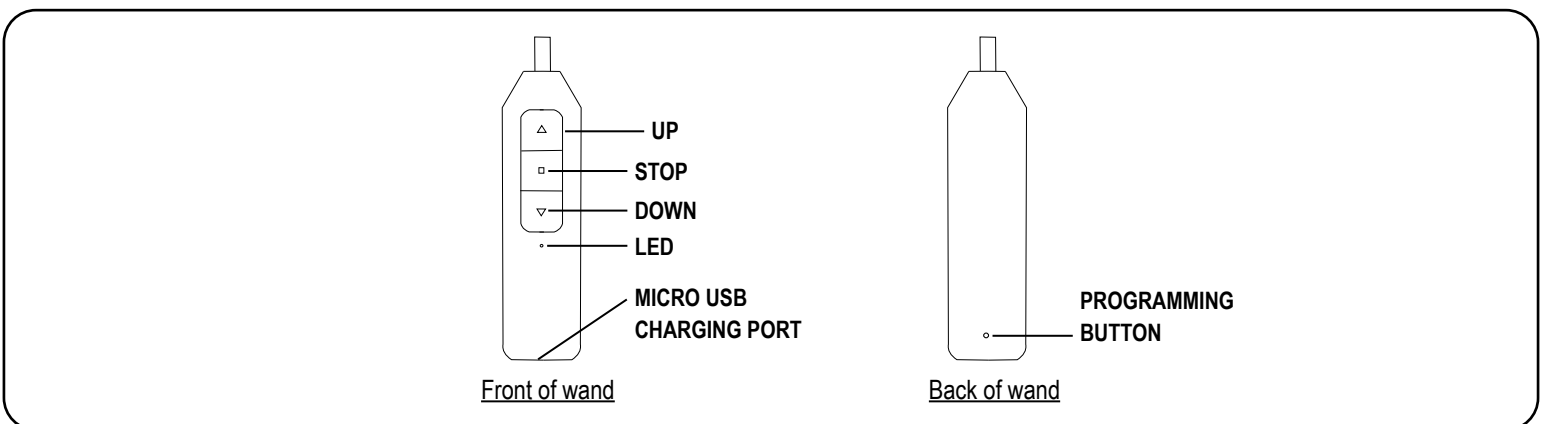 UP
STOP
DOWN
LED
MICRO USB
CHARGING PORT
Front of wand
PROGRAMMING
BUTTON
Back of wand